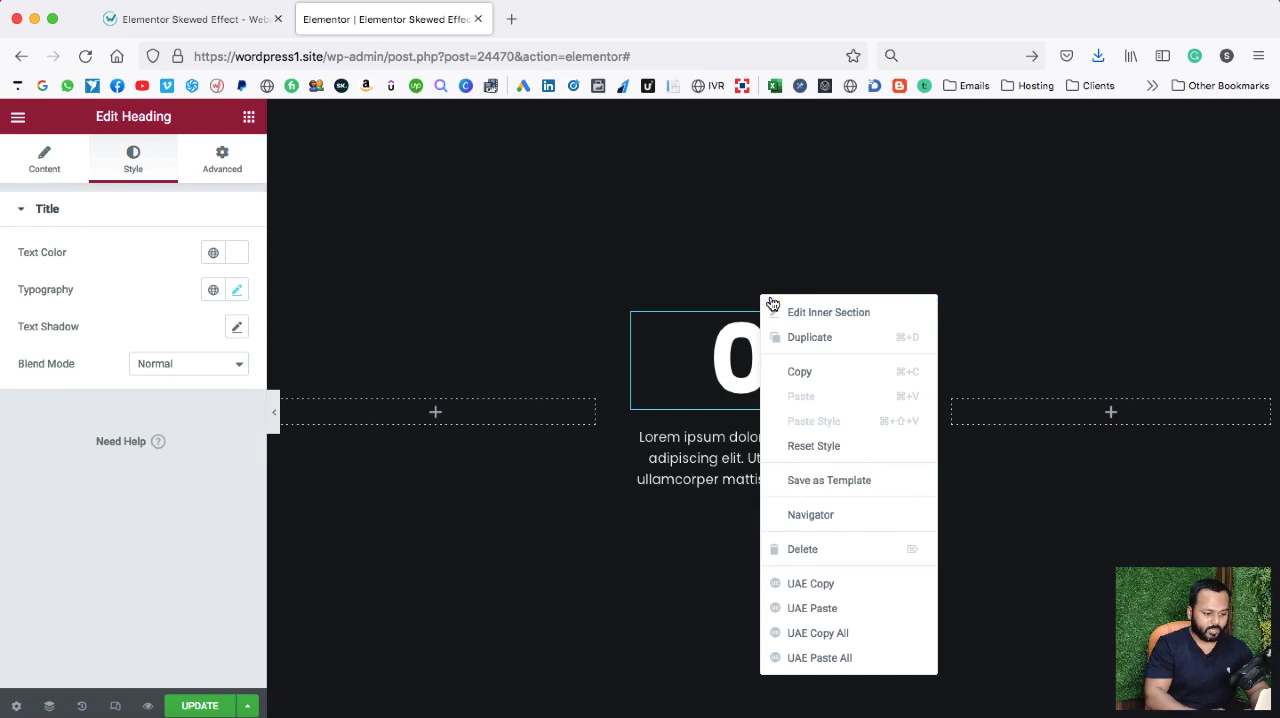 Elementor Skewed Effect - Web
Elementor | Elementor Skewed Effec
https://wordpress1.site/wp-admin/post.php?post=24470&action=elementor#
S
IVR
Emails
Hosting
Clients
Other Bookmarks
Edit Heading
Content
Style
Advanced
Title
Text Color
Typography
Text Shadow
Blend Mode
Normal
Need Help ?
UPDATE
0
Lorem ipsum dolo
adipiscing elit. Ut
ullamcorper mattis
Edit Inner Section
Duplicate ⌘+D
Copy ⌘+C
Paste ⌘+V
Paste Style ⌘+⇧+V
Reset Style
Save as Template
Navigator
Delete
UAE Copy
UAE Paste
UAE Copy All
UAE Paste All